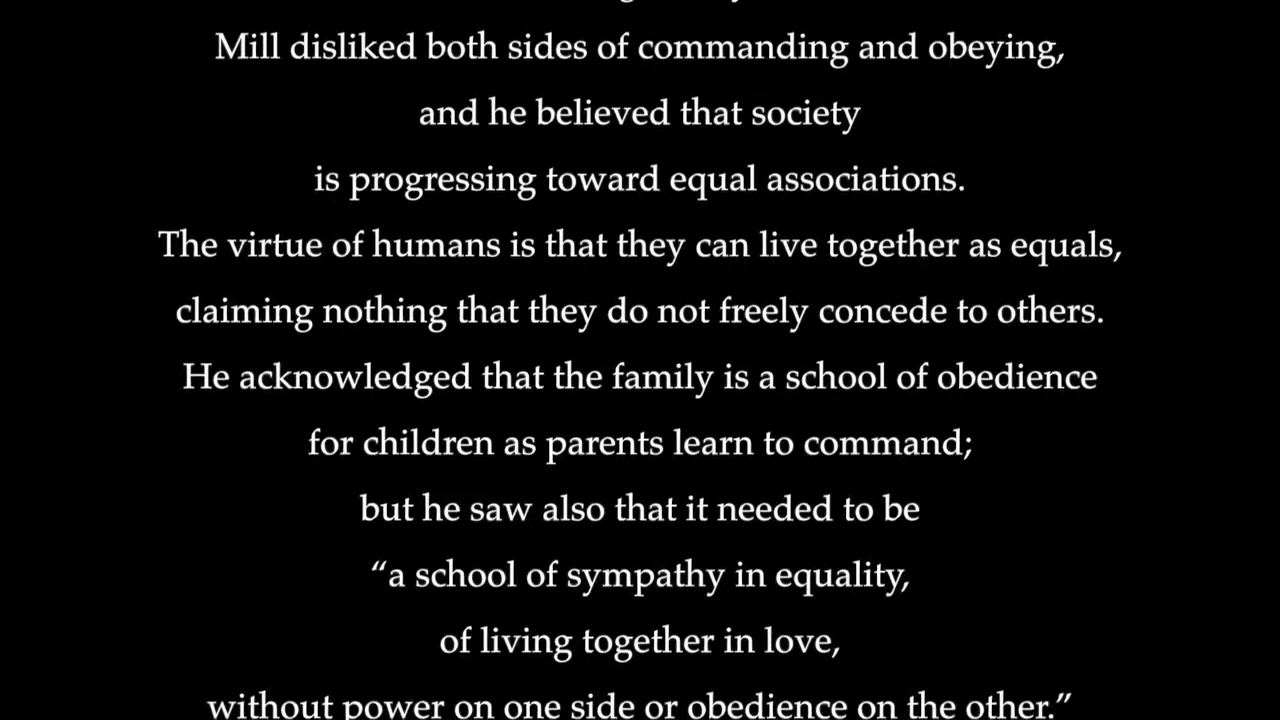 Mill disliked both sides of commanding and obeying,
and he believed that society
is progressing toward equal associations.
The virtue of humans is that they can live together as equals,
claiming nothing that they do not freely concede to others.
He acknowledged that the family is a school of obedience
for children as parents learn to command;
but he saw also that it needed to be
“a school of sympathy in equality,
of living together in love,
without power on one side or obedience on the other.”